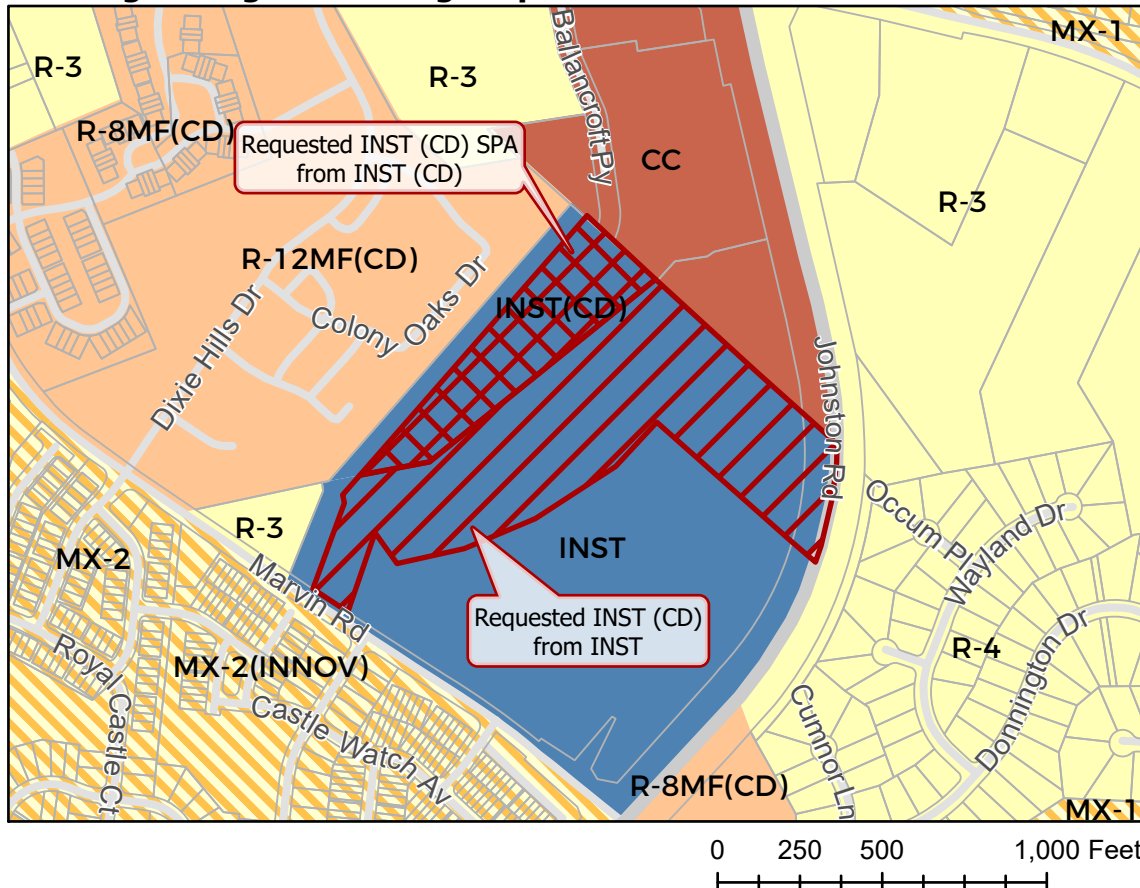 MX-1
R-3
R-3
Ballancroft Py
R-8MF(CD)
Requested INST (CD) SPA
from INST (CD)
CC
R-3
R-12MF(CD)
Dixie Hills Dr
Colony Oaks Dr
INST(CD)
Johnston Rd
Occum Pl
Wayland Dr
R-3
INST
MX-2
Marvin Rd
Requested INST (CD)
from INST
R-4
Donnington Dr
MX-2(INNOV)
Royal Castle Ct
Castle Watch Av
Cumnor Ln
R-8MF(CD)
MX-1
0 250 500 1,000 Feet